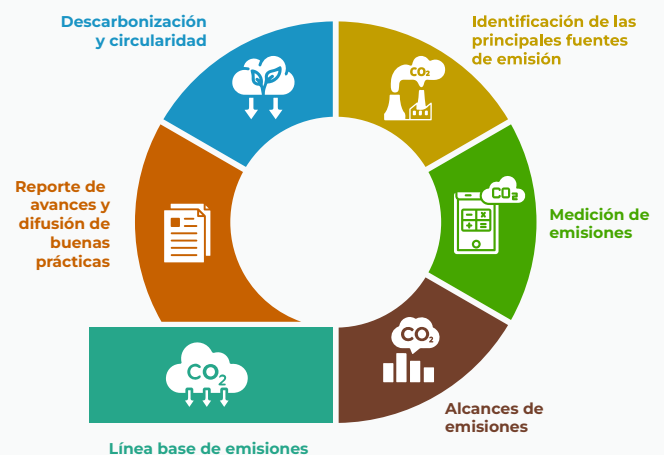 Descarbonización
y circularidad
Identificación de las
principales fuentes
de emisión
CO₂
CO₂
Medición de
emisiones
Reporte de
avances y
difusión de
buenas
prácticas
CO₂
Alcances de
emisiones
CO₂
Línea base de emisiones